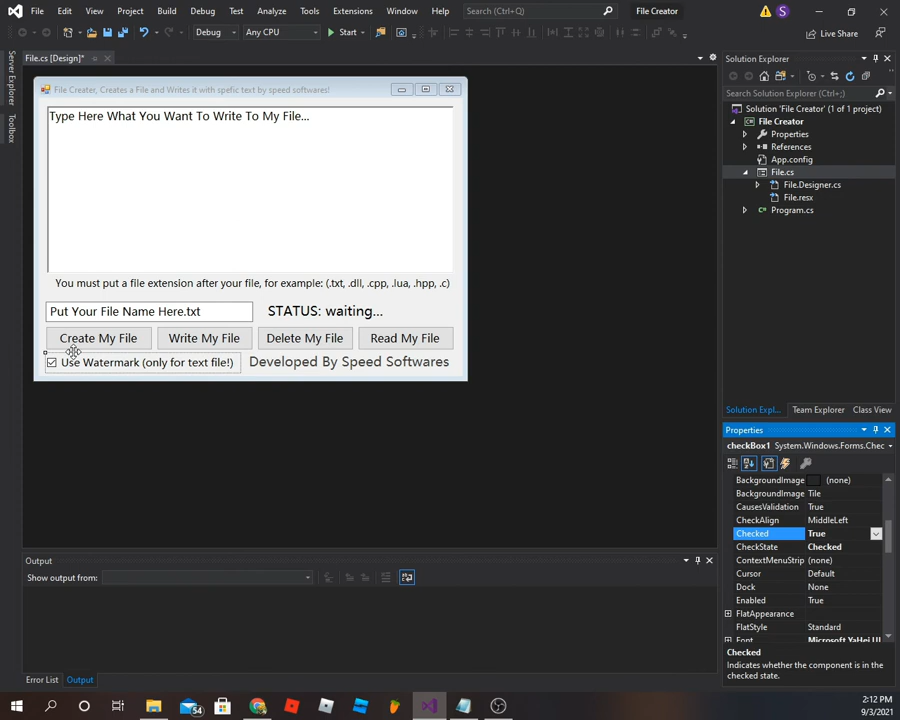 File Edit View Project Build Debug Test Analyze Tools Extensions Window Help Search (Ctrl+Q) File Creator S
Debug Any CPU Start Live Share
File.cs [Design]*
Server Explorer
Toolbox
File Creater, Creates a File and Writes it with spefic text by speed softwares!
Type Here What You Want To Write To My File...
You must put a file extension after your file, for example: (.txt, .dll, .cpp, .lua, .hpp, .c)
Put Your File Name Here.txt STATUS: waiting...
Create My File Write My File Delete My File Read My File
Use Watermark (only for text file!) Developed By Speed Softwares
Solution Explorer
Search Solution Explorer (Ctrl+;)
Solution 'File Creator' (1 of 1 project)
File Creator
Properties
References
App.config
File.cs
File.Designer.cs
File.resx
Program.cs
Solution Expl... Team Explorer Class View
Properties
checkBox1 System.Windows.Forms.Chec
BackgroundImage (none)
BackgroundImage Tile
CausesValidation True
CheckAlign MiddleLeft
Checked True
CheckState Checked
ContextMenuStrip (none)
Cursor Default
Dock None
Enabled True
FlatAppearance
FlatStyle Standard
Font Microsoft YaHei UI
Checked
Indicates whether the component is in the
checked state.
Output
Show output from:
Error List Output
54
2:12 PM
9/3/2021